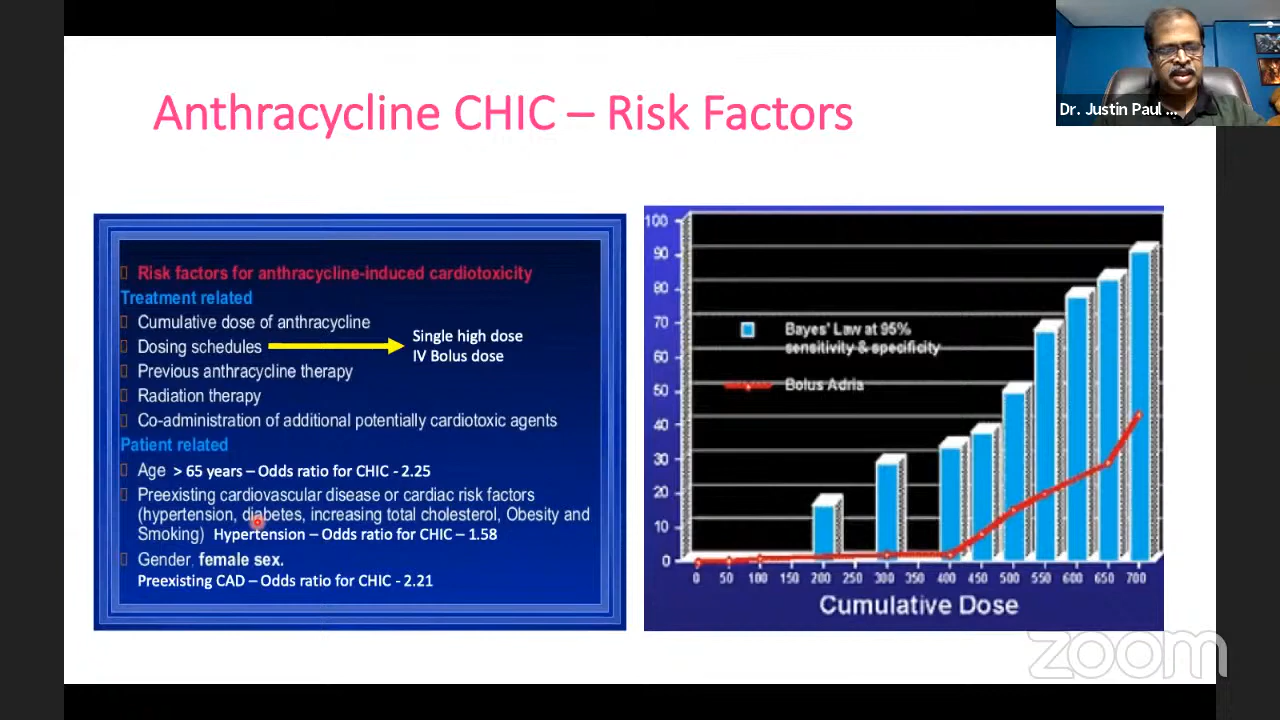 Anthracycline CHIC – Risk Factors
Dr. Justin Paul ...
Risk factors for anthracycline-induced cardiotoxicity
Treatment related
Cumulative dose of anthracycline
Dosing schedules
Single high dose
IV Bolus dose
Previous anthracycline therapy
Radiation therapy
Co-administration of additional potentially cardiotoxic agents
Patient related
Age > 65 years – Odds ratio for CHIC - 2.25
Preexisting cardiovascular disease or cardiac risk factors
(hypertension, diabetes, increasing total cholesterol, Obesity and
Smoking) Hypertension – Odds ratio for CHIC – 1.58
Gender, female sex.
Preexisting CAD – Odds ratio for CHIC - 2.21
100
90
80
70
60
50
40
30
20
10
0
Bayes' Law at 95%
sensitivity & specificity
Bolus Adria
0 50 100 150 200 300 400 450 500 550 600 650 700
Cumulative Dose
zoom